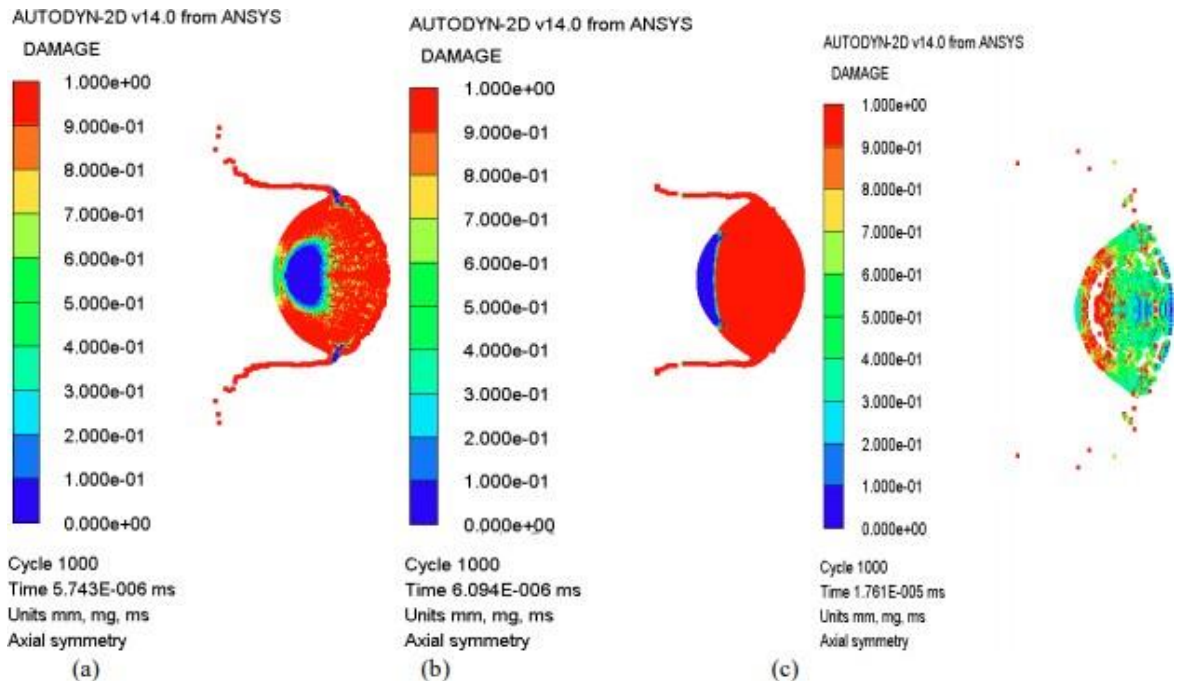 AUTODYN-2D v14.0 from ANSYS
DAMAGE
1.000e+00
9.000e-01
8.000e-01
7.000e-01
6.000e-01
5.000e-01
4.000e-01
3.000e-01
2.000e-01
1.000e-01
0.000e+00
Cycle 1000
Time 5.743E-006 ms
Units mm, mg, ms
Axial symmetry
(a)
AUTODYN-2D v14.0 from ANSYS
DAMAGE
1.000e+00
9.000e-01
8.000e-01
7.000e-01
6.000e-01
5.000e-01
4.000e-01
3.000e-01
2.000e-01
1.000e-01
0.000e+00
Cycle 1000
Time 6.094E-006 ms
Units mm, mg, ms
Axial symmetry
(b)
AUTODYN-2D v14.0 from ANSYS
DAMAGE
1.000e+00
9.000e-01
8.000e-01
7.000e-01
6.000e-01
5.000e-01
4.000e-01
3.000e-01
2.000e-01
1.000e-01
0.000e+00
Cycle 1000
Time 1.761E-005 ms
Units mm, mg, ms
Axial symmetry
(c)